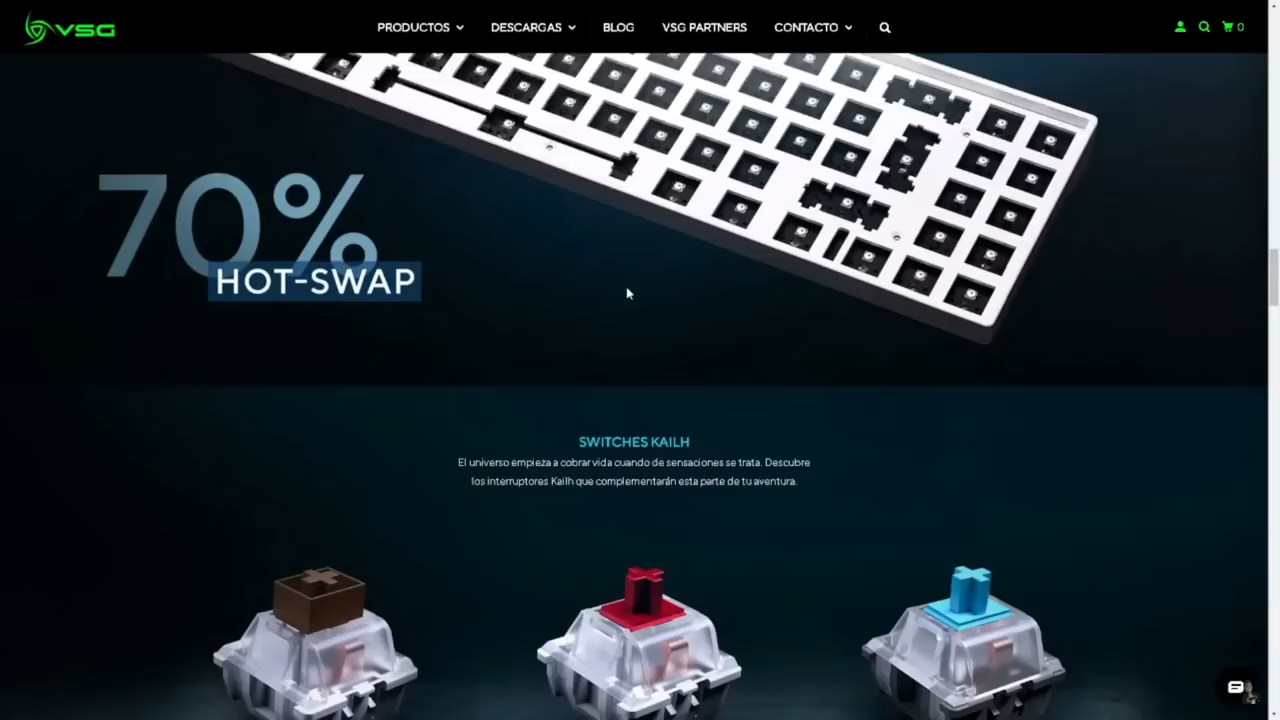 VSG
PRODUCTOS DESCARGAS BLOG VSG PARTNERS CONTACTO 0
70%
HOT-SWAP
SWITCHES KAILH
El universo empieza a cobrar vida cuando de sensaciones se trata. Descubre
los interruptores Kailh que complementarán esta parte de tu aventura.